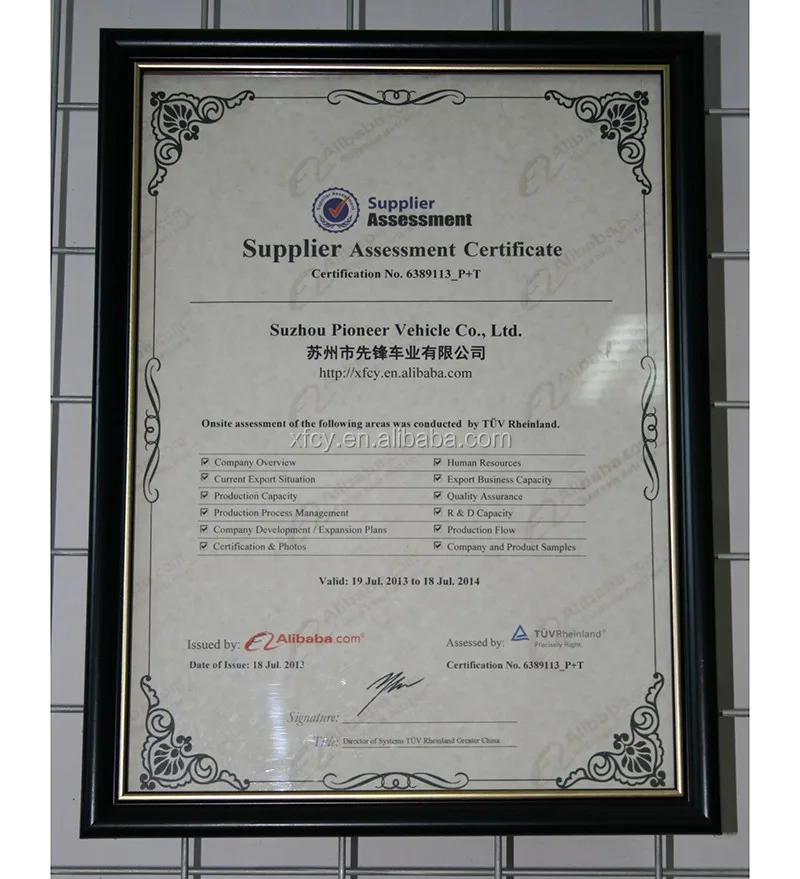 Supplier
Assessment
Supplier Assessment Certificate
Certification No. 6389113_P+T
Suzhou Pioneer Vehicle Co., Ltd.
苏州市先锋车业有限公司
http://xfcy.en.alibaba.com
Onsite assessment of the following areas was conducted by TÜV Rheinland.
xfcy.en.alibaba.com
Company Overview
Human Resources
Current Export Situation
Export Business Capacity
Production Capacity
Quality Assurance
Production Process Management
R & D Capacity
Company Development / Expansion Plans
Production Flow
Certification & Photos
Company and Product Samples
Valid: 19 Jul. 2013 to 18 Jul. 2014
Issued by: Alibaba.com®
Assessed by: TÜVRheinland®
Precisely Right.
Date of Issue: 18 Jul. 2013
Certification No. 6389113_P+T
Signature:
Title: Director of Systems TÜV Rheinland Greater China